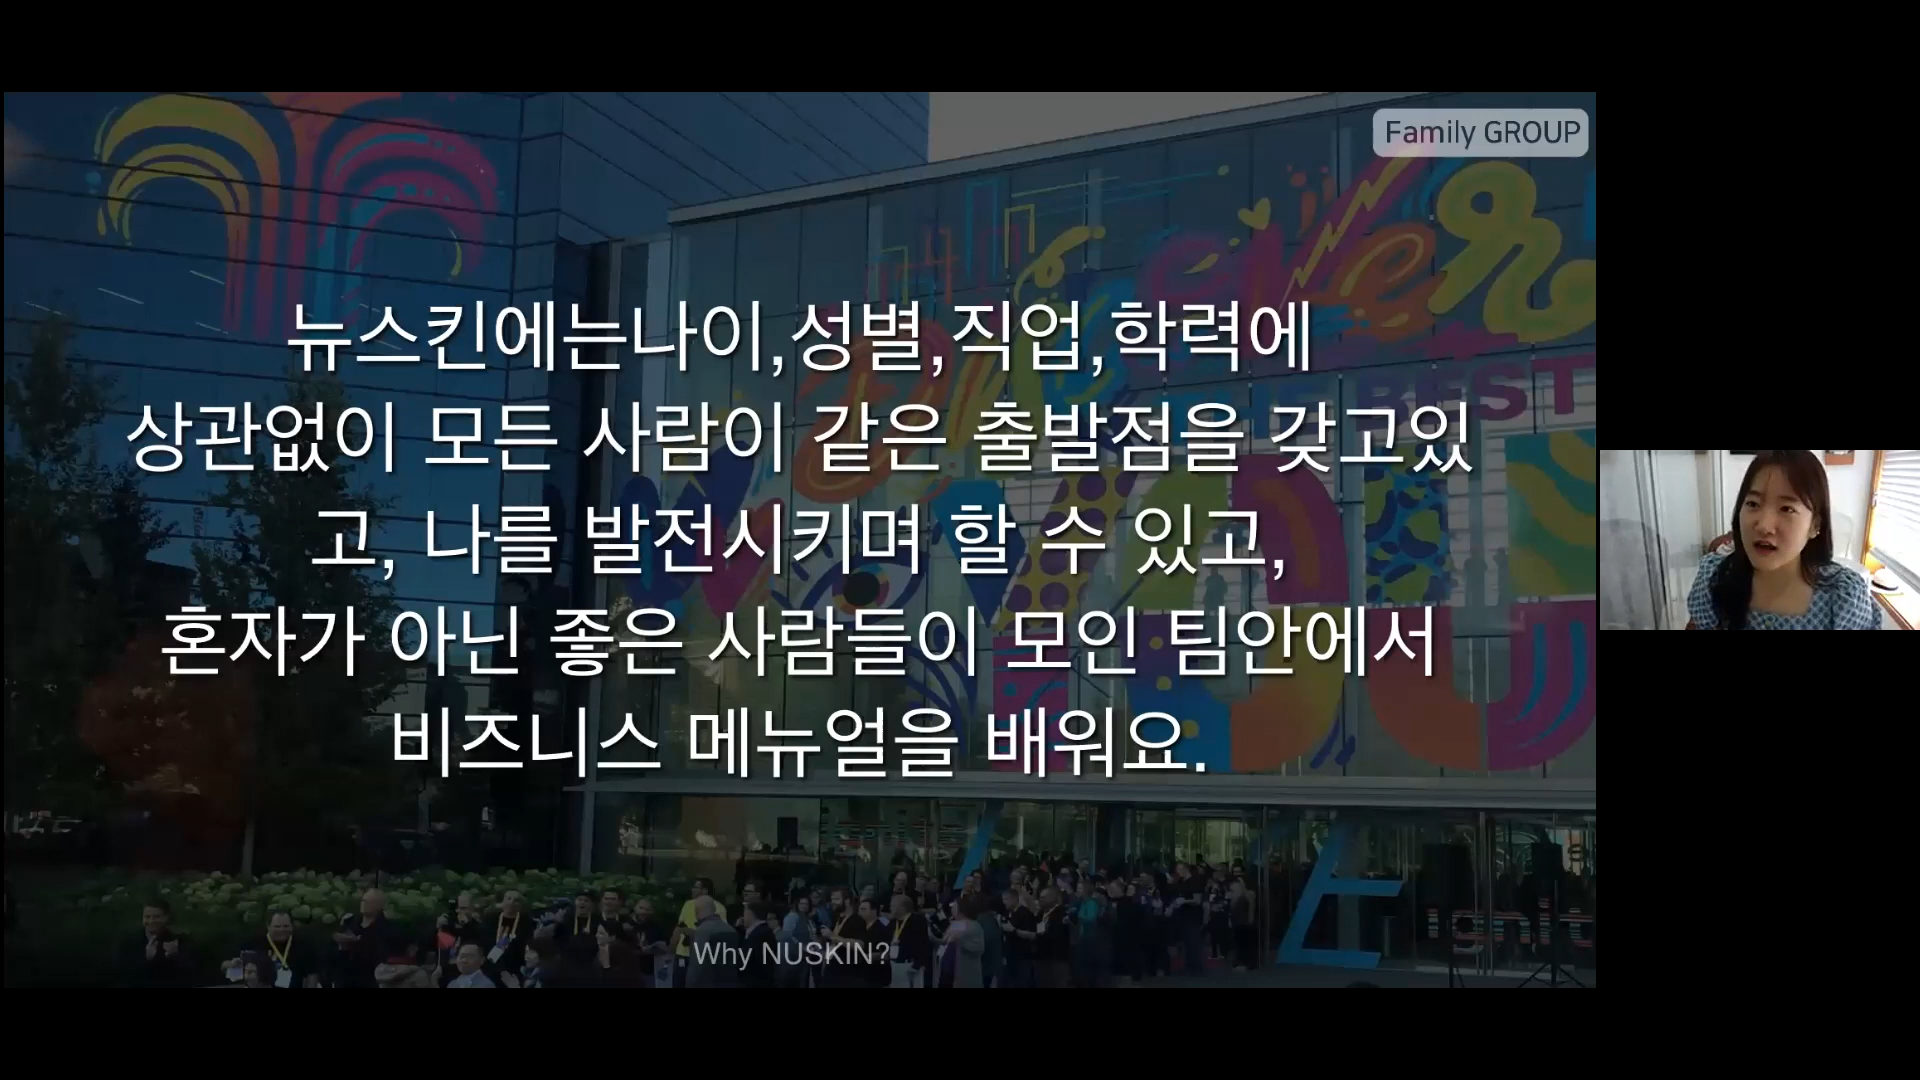 Family GROUP
뉴스킨에는나이,성별,직업,학력에
상관없이 모든 사람이 같은 출발점을 갖고있
고, 나를 발전시키며 할 수 있고,
혼자가 아닌 좋은 사람들이 모인 팀안에서
비즈니스 메뉴얼을 배워요.
THE BEST
YOU
Why NUSKIN?